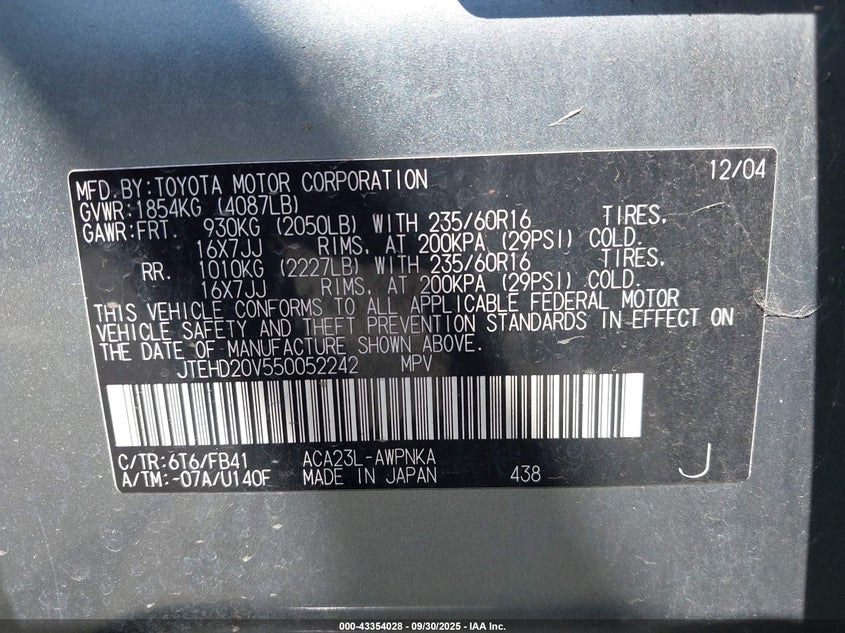 12/04
MFD.BY:TOYOTA MOTOR CORPORATION
GVWR:1854KG (4087LB)
GAWR:FRT. 930KG (2050LB) WITH 235/60R16 TIRES,
16X7JJ RIMS, AT 200KPA (29PSI) COLD.
RR. 1010KG (2227LB) WITH 235/60R16 TIRES,
16X7JJ RIMS, AT 200KPA (29PSI) COLD.
THIS VEHICLE CONFORMS TO ALL APPLICABLE FEDERAL MOTOR
VEHICLE SAFETY AND THEFT PREVENTION STANDARDS IN EFFECT ON
THE DATE OF MANUFACTURE SHOWN ABOVE.
JTEHD20V550052242 MPV
C/TR:6T6/FB41 ACA23L-AWPNKA
A/TM:-07A/U140F MADE IN JAPAN 438 J
000-43354028 - 09/30/2025 - IAA Inc.